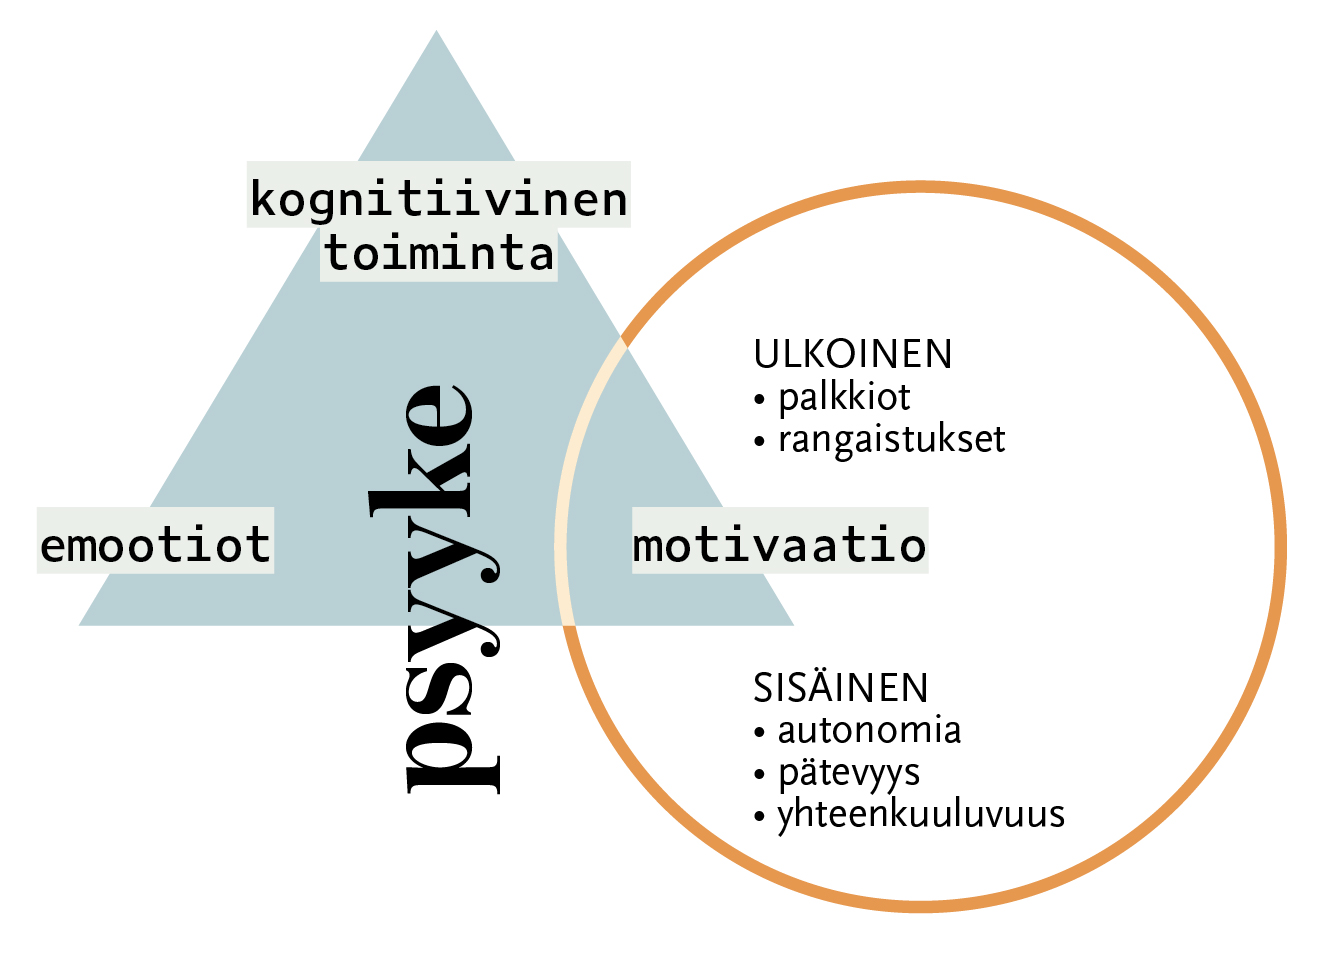 kognitiivinen
toiminta
emootiot
psyyke
motivaatio
ULKOINEN
• palkkiot
• rangaistukset
SISÄINEN
• autonomia
• pätevyys
• yhteenkuuluvuus